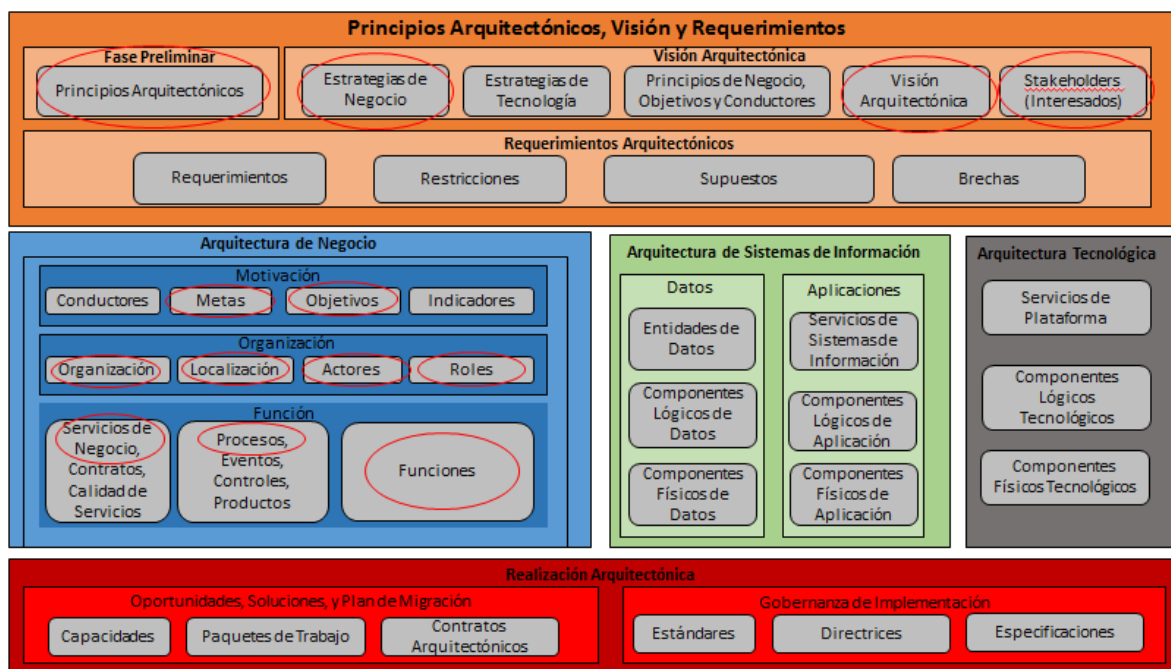 Principios Arquitectónicos, Visión y Requerimientos
Fase Preliminar
Principios Arquitectónicos
Visión Arquitectónica
Estrategias de
Negocio
Estrategias de
Tecnología
Principios de Negocio,
Objetivos y Conductores
Visión
Arquitectónica
Stakeholders
(Interesados)
Requerimientos Arquitectónicos
Requerimientos
Restricciones
Supuestos
Brechas
Arquitectura de Negocio
Motivación
Conductores
Metas
Objetivos
Indicadores
Organización
Organización
Localización
Actores
Roles
Función
Servicios de
Negocio,
Contratos,
Calidad de
Servicios
Procesos,
Eventos,
Controles,
Productos
Funciones
Arquitectura de Sistemas de Información
Datos
Entidades de
Datos
Componentes
Lógicos de
Datos
Componentes
Físicos de
Datos
Aplicaciones
Servicios de
Sistemas de
Información
Componentes
Lógicos de
Aplicación
Componentes
Físicos de
Aplicación
Arquitectura Tecnológica
Servicios de
Plataforma
Componentes
Lógicos
Tecnológicos
Componentes
Físicos Tecnológicos
Realización Arquitectónica
Oportunidades, Soluciones, y Plan de Migración
Capacidades
Paquetes de Trabajo
Contratos
Arquitectónicos
Gobernanza de Implementación
Estándares
Directrices
Especificaciones